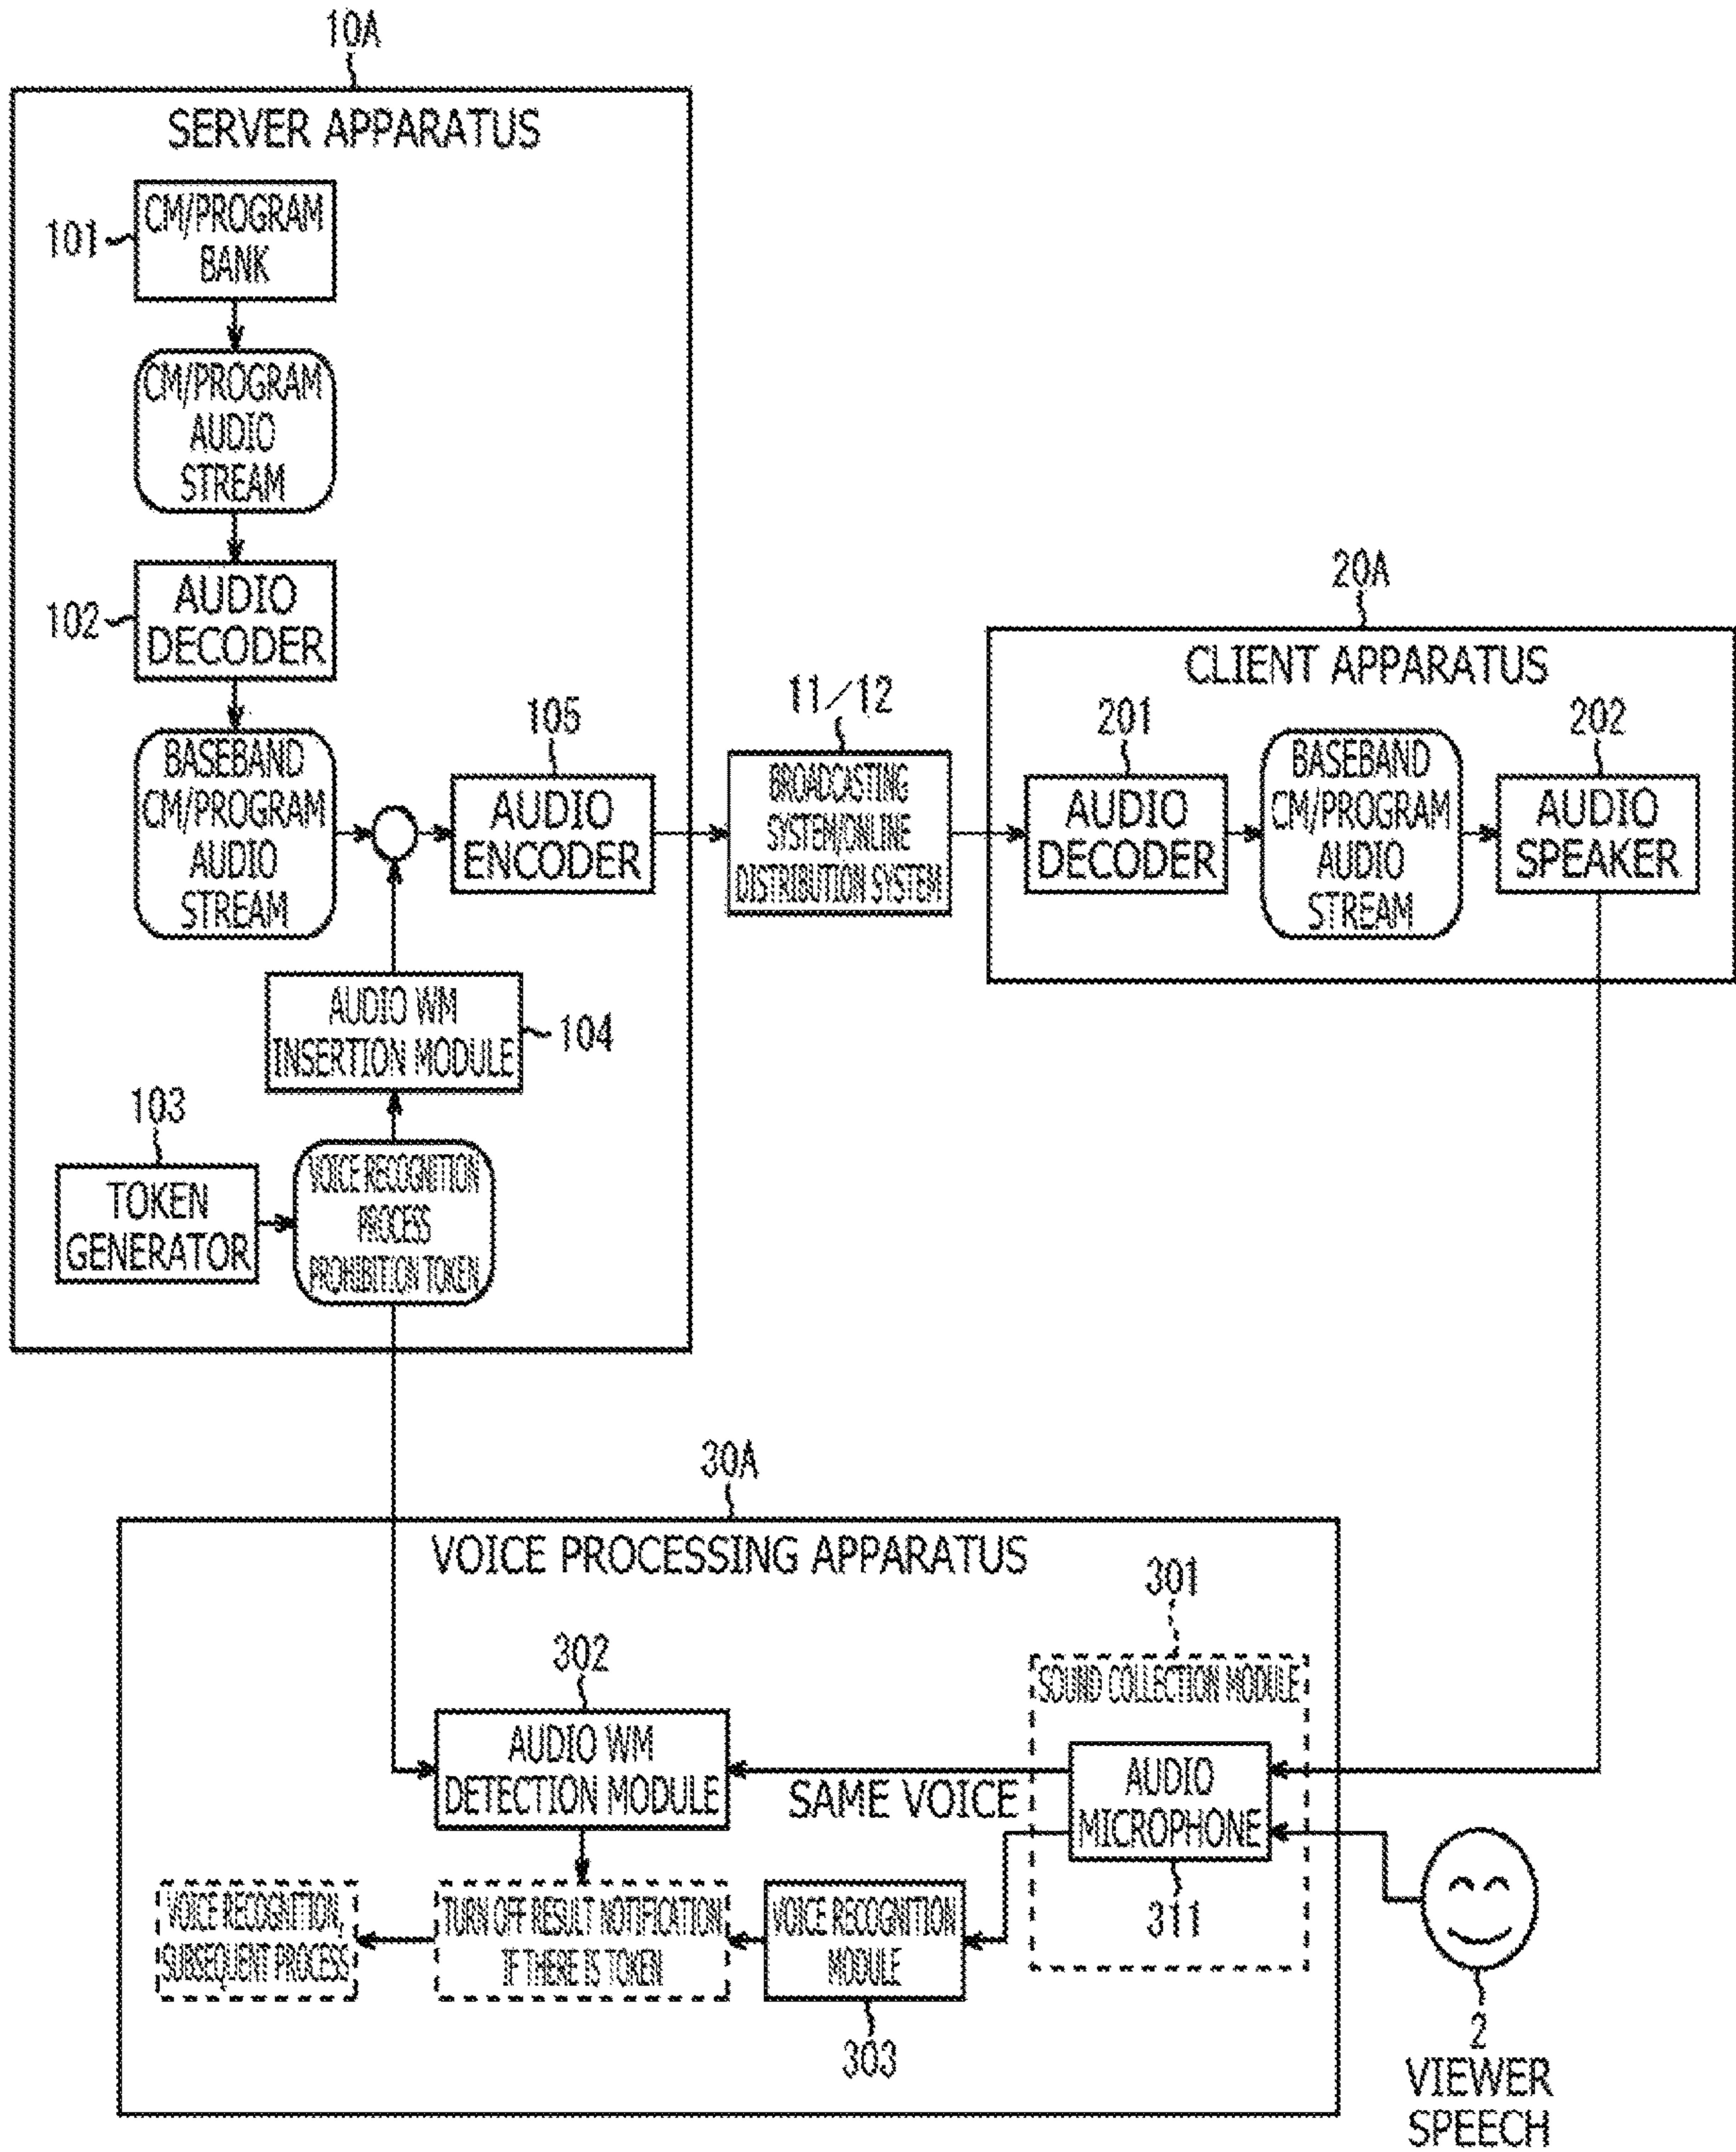 10A
SERVER APPARATUS
CM/PROGRAM
BANK
101
CM/PROGRAM
AUDIO
STREAM
AUDIO
DECODER
102
BASEBAND
CM/PROGRAM
AUDIO
STREAM
105
AUDIO
ENCODER
AUDIO WM
INSERTION MODULE
104
103
TOKEN
GENERATOR
VOICE RECOGNITION
PROCESS
PROHIBITION TOKEN
11/12
BROADCASTING
SYSTEM/ONLINE
DISTRIBUTION SYSTEM
20A
CLIENT APPARATUS
201
AUDIO
DECODER
BASEBAND
CM/PROGRAM
AUDIO
STREAM
202
AUDIO
SPEAKER
30A
VOICE PROCESSING APPARATUS
301
SOUND COLLECTION MODULE
AUDIO
MICROPHONE
311
302
AUDIO WM
DETECTION MODULE
SAME VOICE
VOICE RECOGNITION,
SUBSEQUENT PROCESS
TURN OFF RESULT NOTIFICATION
IF THERE IS TOKEN
VOICE RECOGNITION
MODULE
303
2
VIEWER
SPEECH